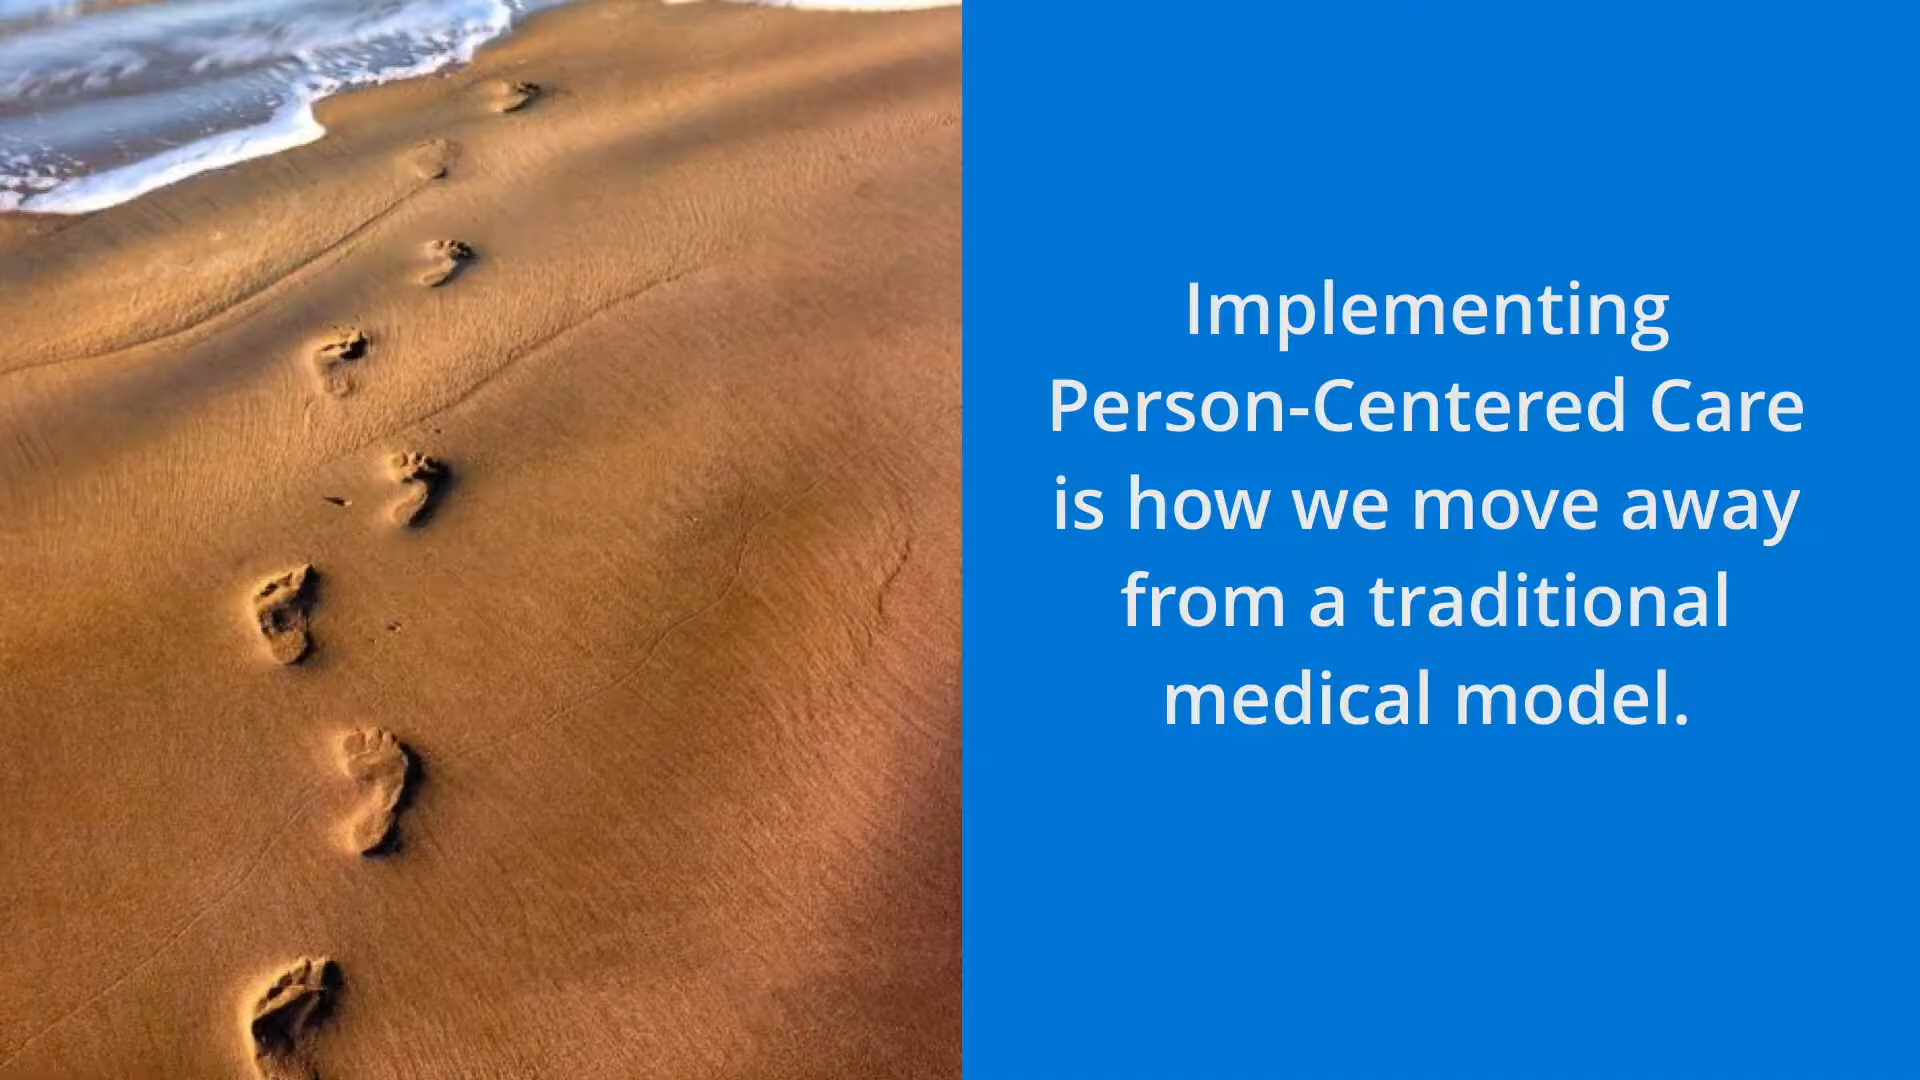 Implementing
Person-Centered Care
is how we move away
from a traditional
medical model.